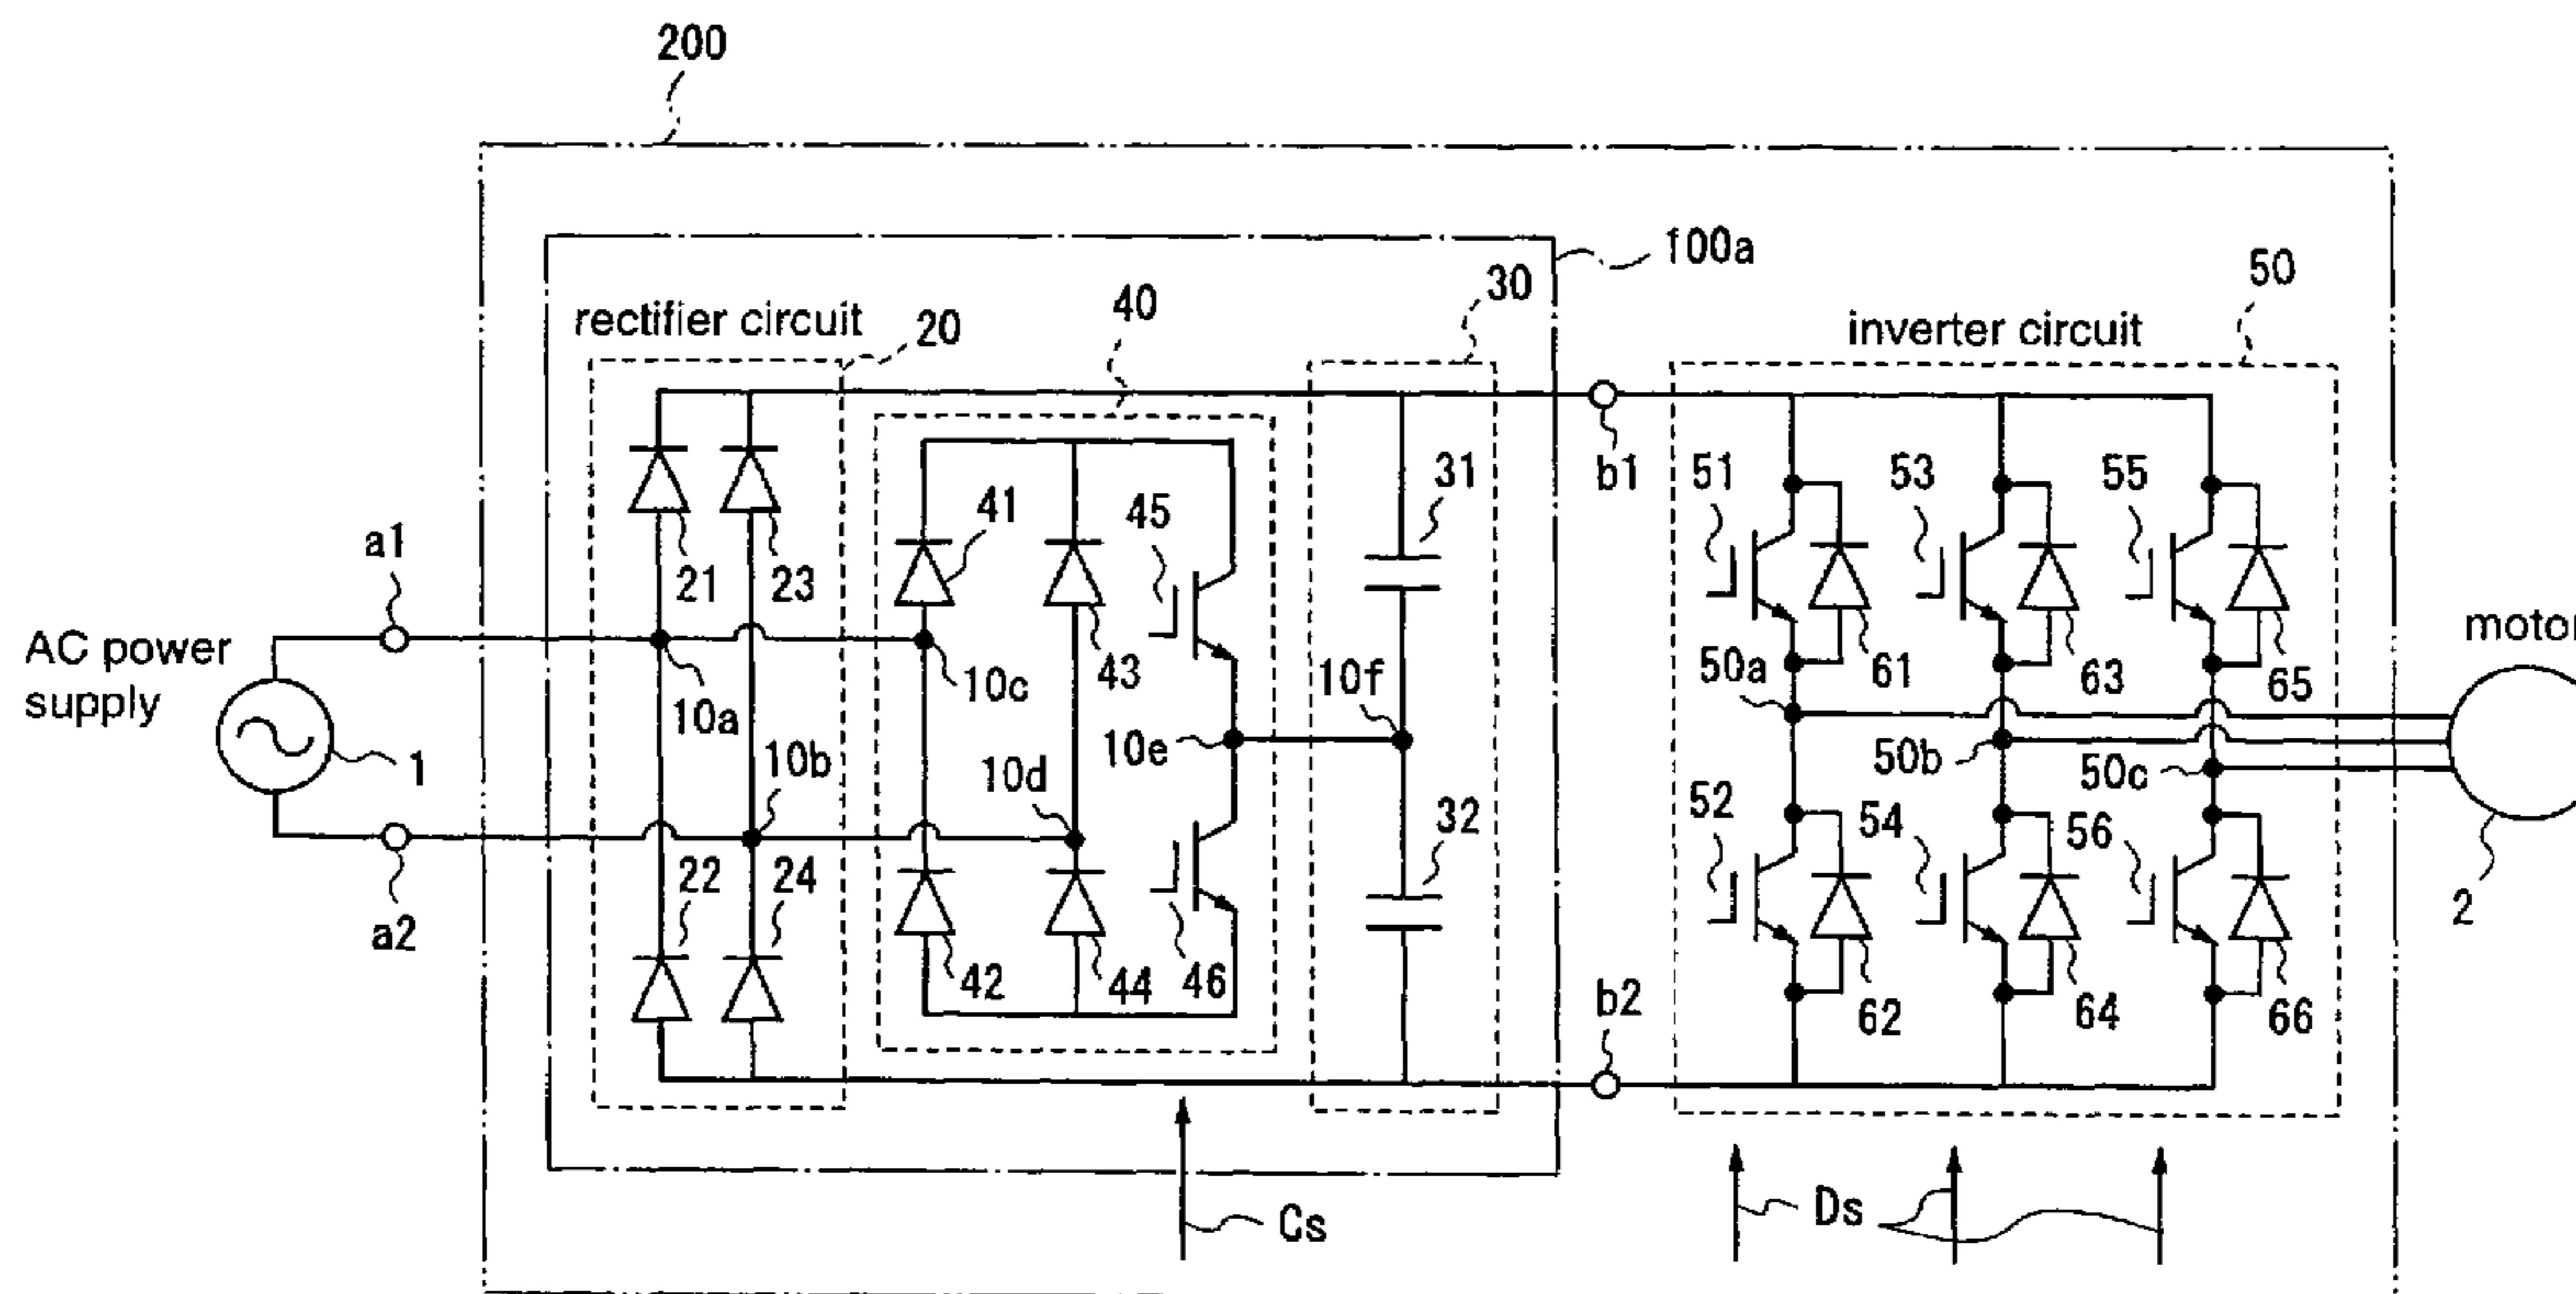 200
100a
rectifier circuit
20
40
30
inverter circuit
50
a1
21
23
41
45
31
b1
51
53
55
AC power
supply
1
10a
10c
43
10f
50a
61
63
65
motor
10b
10d
10e
50b
50c
a2
22
24
42
44
46
32
b2
52
54
56
62
64
66
2
Cs
Ds